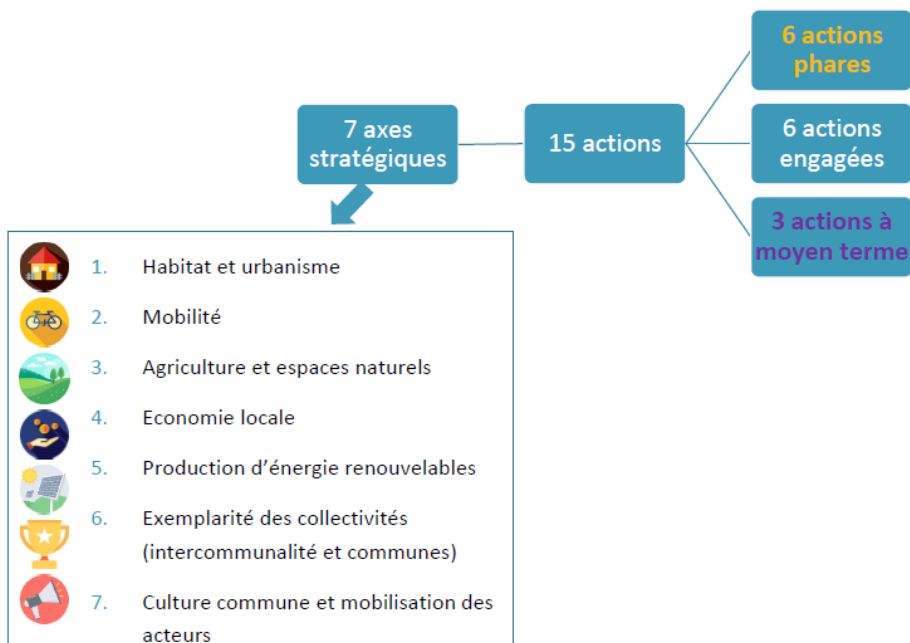 6 actions
phares
7 axes
stratégiques
15 actions
6 actions
engagées
3 actions à
moyen terme
1. Habitat et urbanisme
2. Mobilité
3. Agriculture et espaces naturels
4. Economie locale
5. Production d'énergie renouvelables
6. Exemplarité des collectivités
(intercommunalité et communes)
7. Culture commune et mobilisation des
acteurs